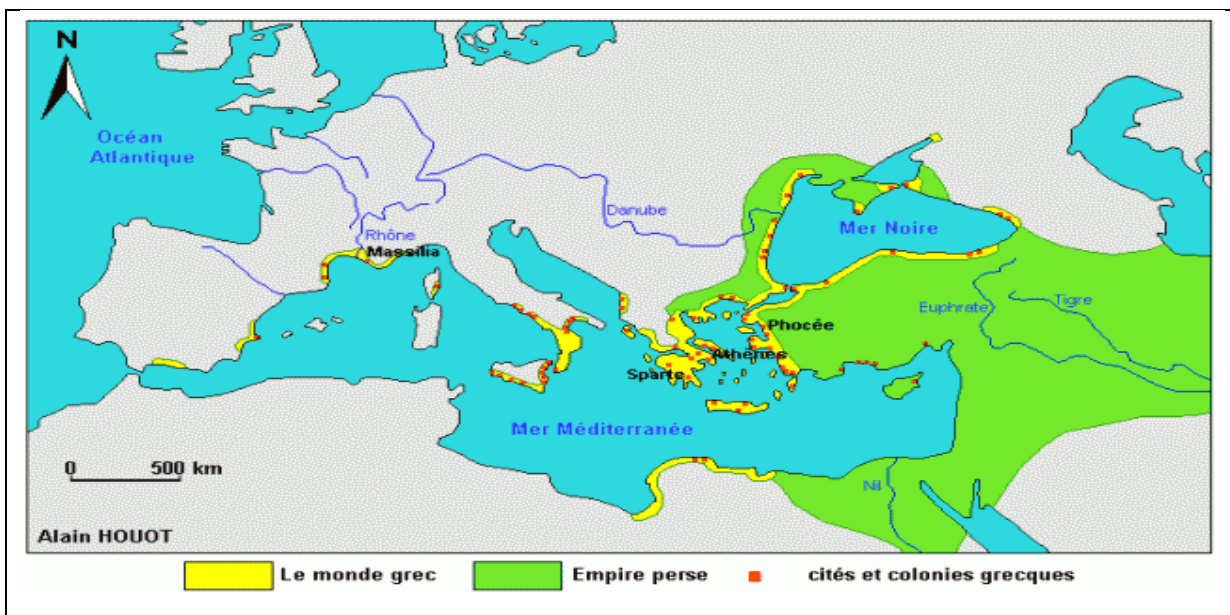 N
Océan
Atlantique
Danube
Mer Noire
Rhône
Massilia
Euphrate
Tigre
Phocée
Athènes
Sparte
Mer Méditerranée
0 500 km
Nil
Alain HOUOT
Le monde grec Empire perse cités et colonies grecques